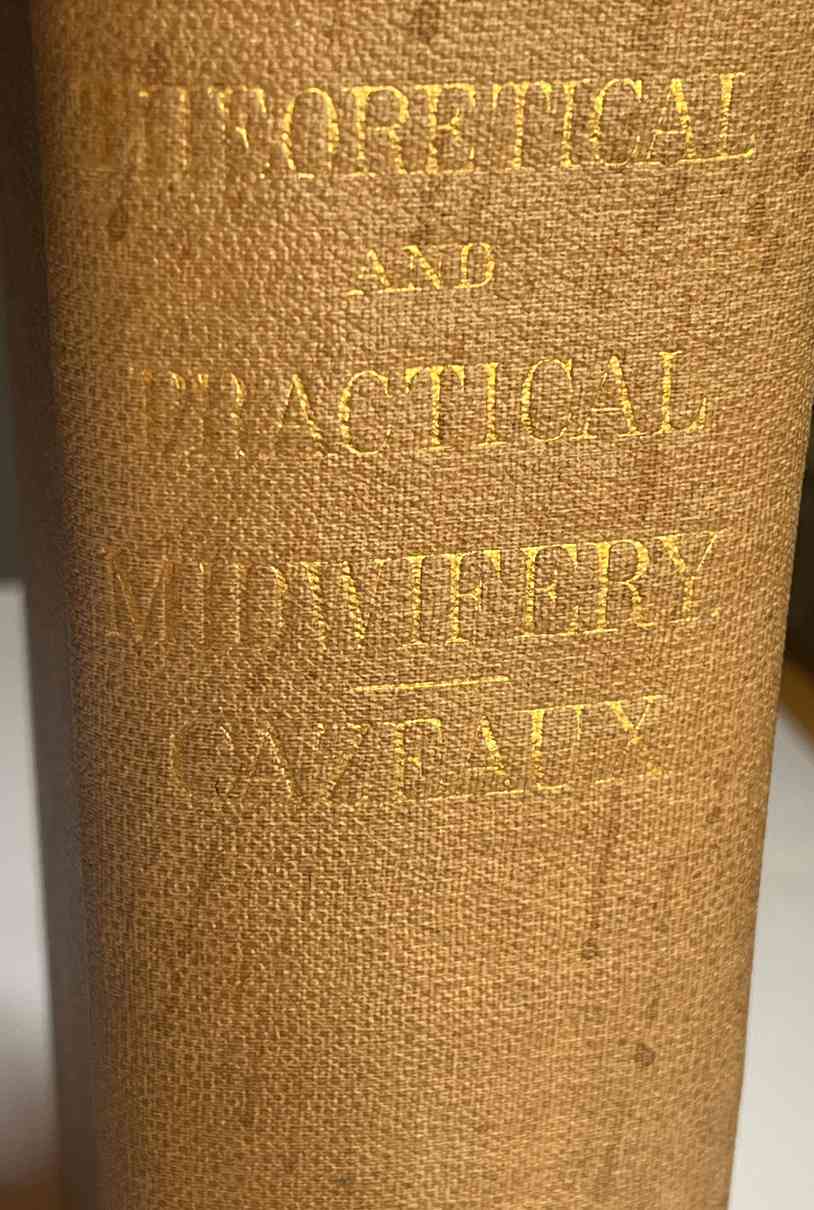 THEORETICAL
AND
PRACTICAL
MIDWIFERY.
CAZEAUX